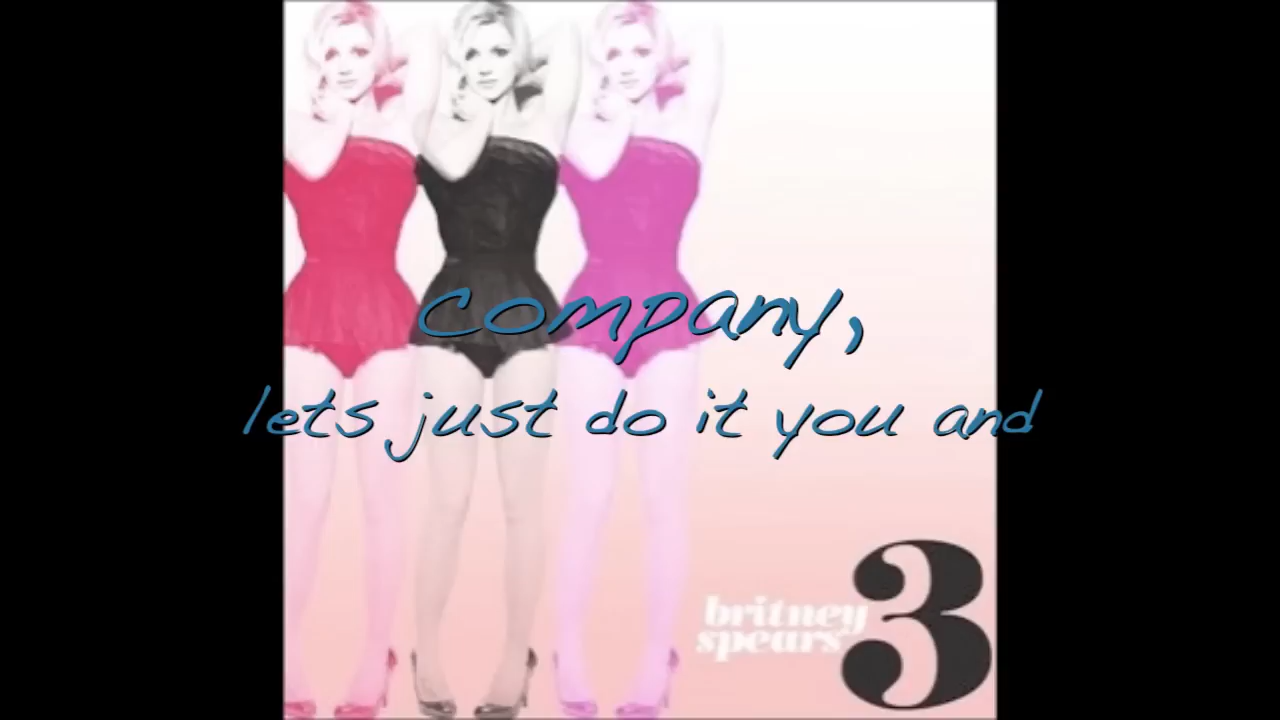 company,
lets just do it you and
britney
spears
3